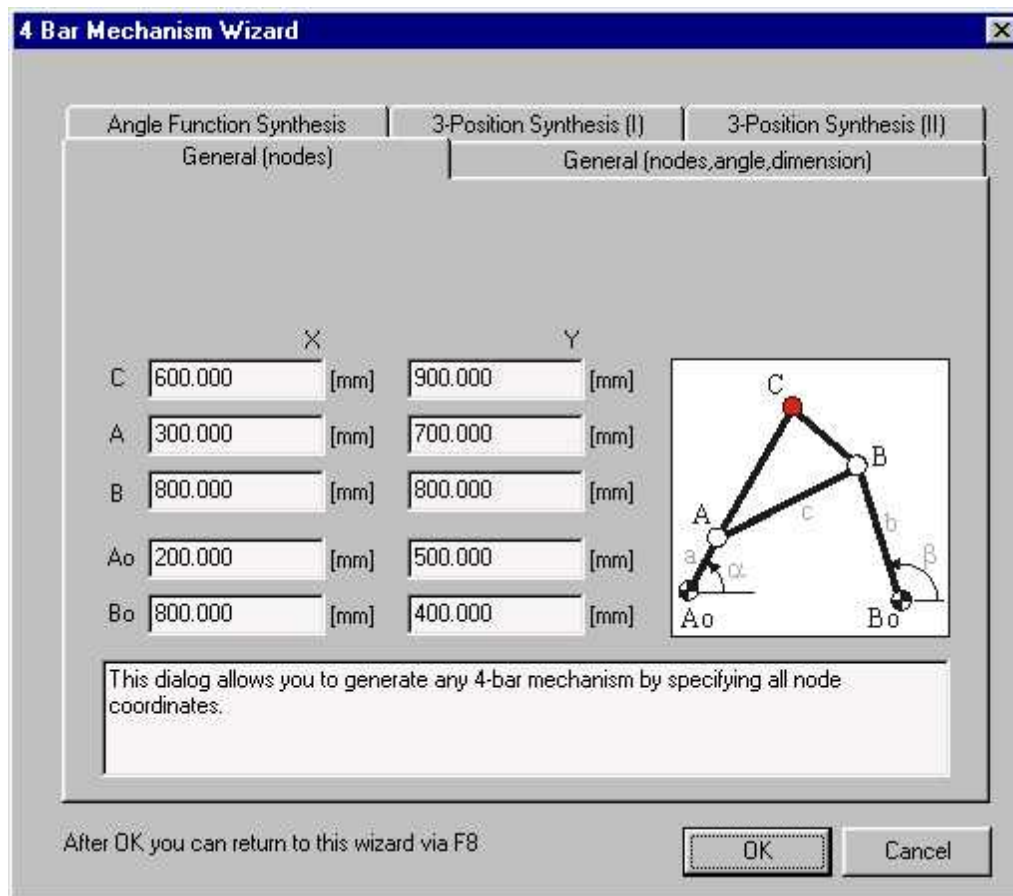 4 Bar Mechanism Wizard
Angle Function Synthesis
3-Position Synthesis (I)
3-Position Synthesis (II)
General (nodes)
General (nodes,angle,dimension)
X Y
C 600.000 [mm] 900.000 [mm]
A 300.000 [mm] 700.000 [mm]
B 800.000 [mm] 800.000 [mm]
Ao 200.000 [mm] 500.000 [mm]
Bo 800.000 [mm] 400.000 [mm]
C
B
A
c
b
a
α
β
Ao
Bo
This dialog allows you to generate any 4-bar mechanism by specifying all node
coordinates.
After OK you can return to this wizard via F8
OK
Cancel